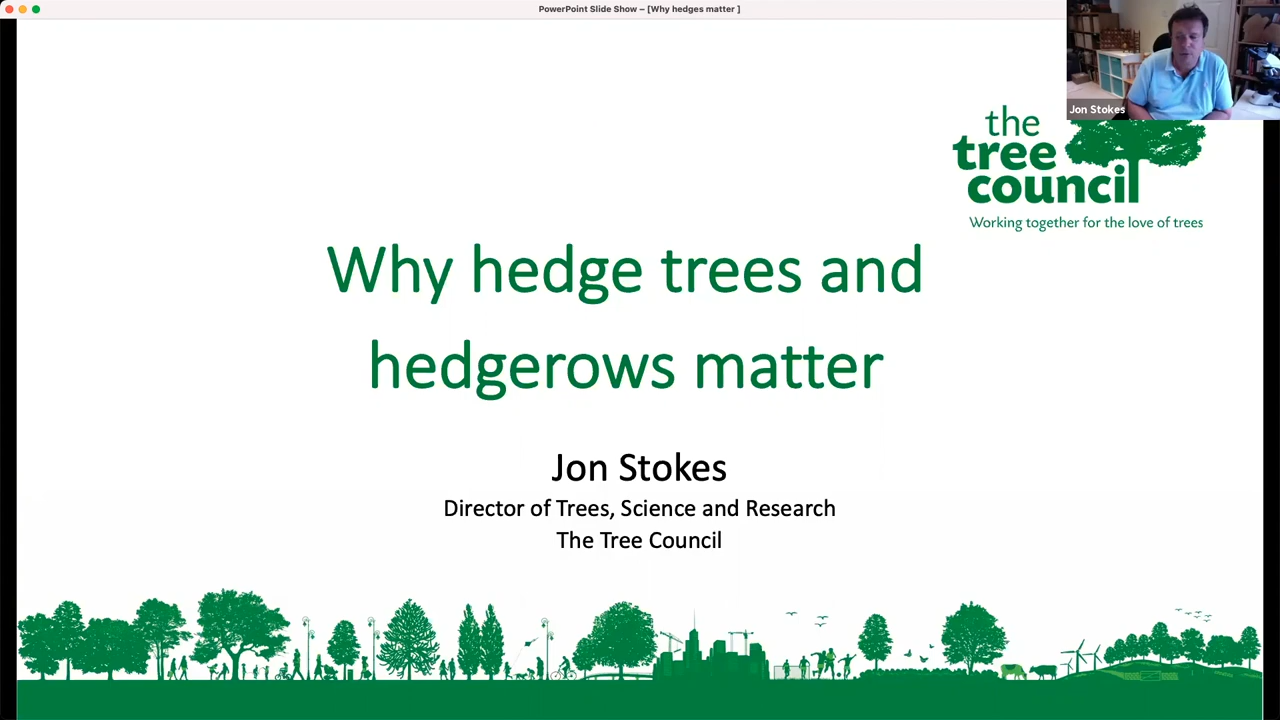 PowerPoint Slide Show – [Why hedges matter ]
Jon Stokes
the
tree
council
Working together for the love of trees
Why hedge trees and
hedgerows matter
Jon Stokes
Director of Trees, Science and Research
The Tree Council